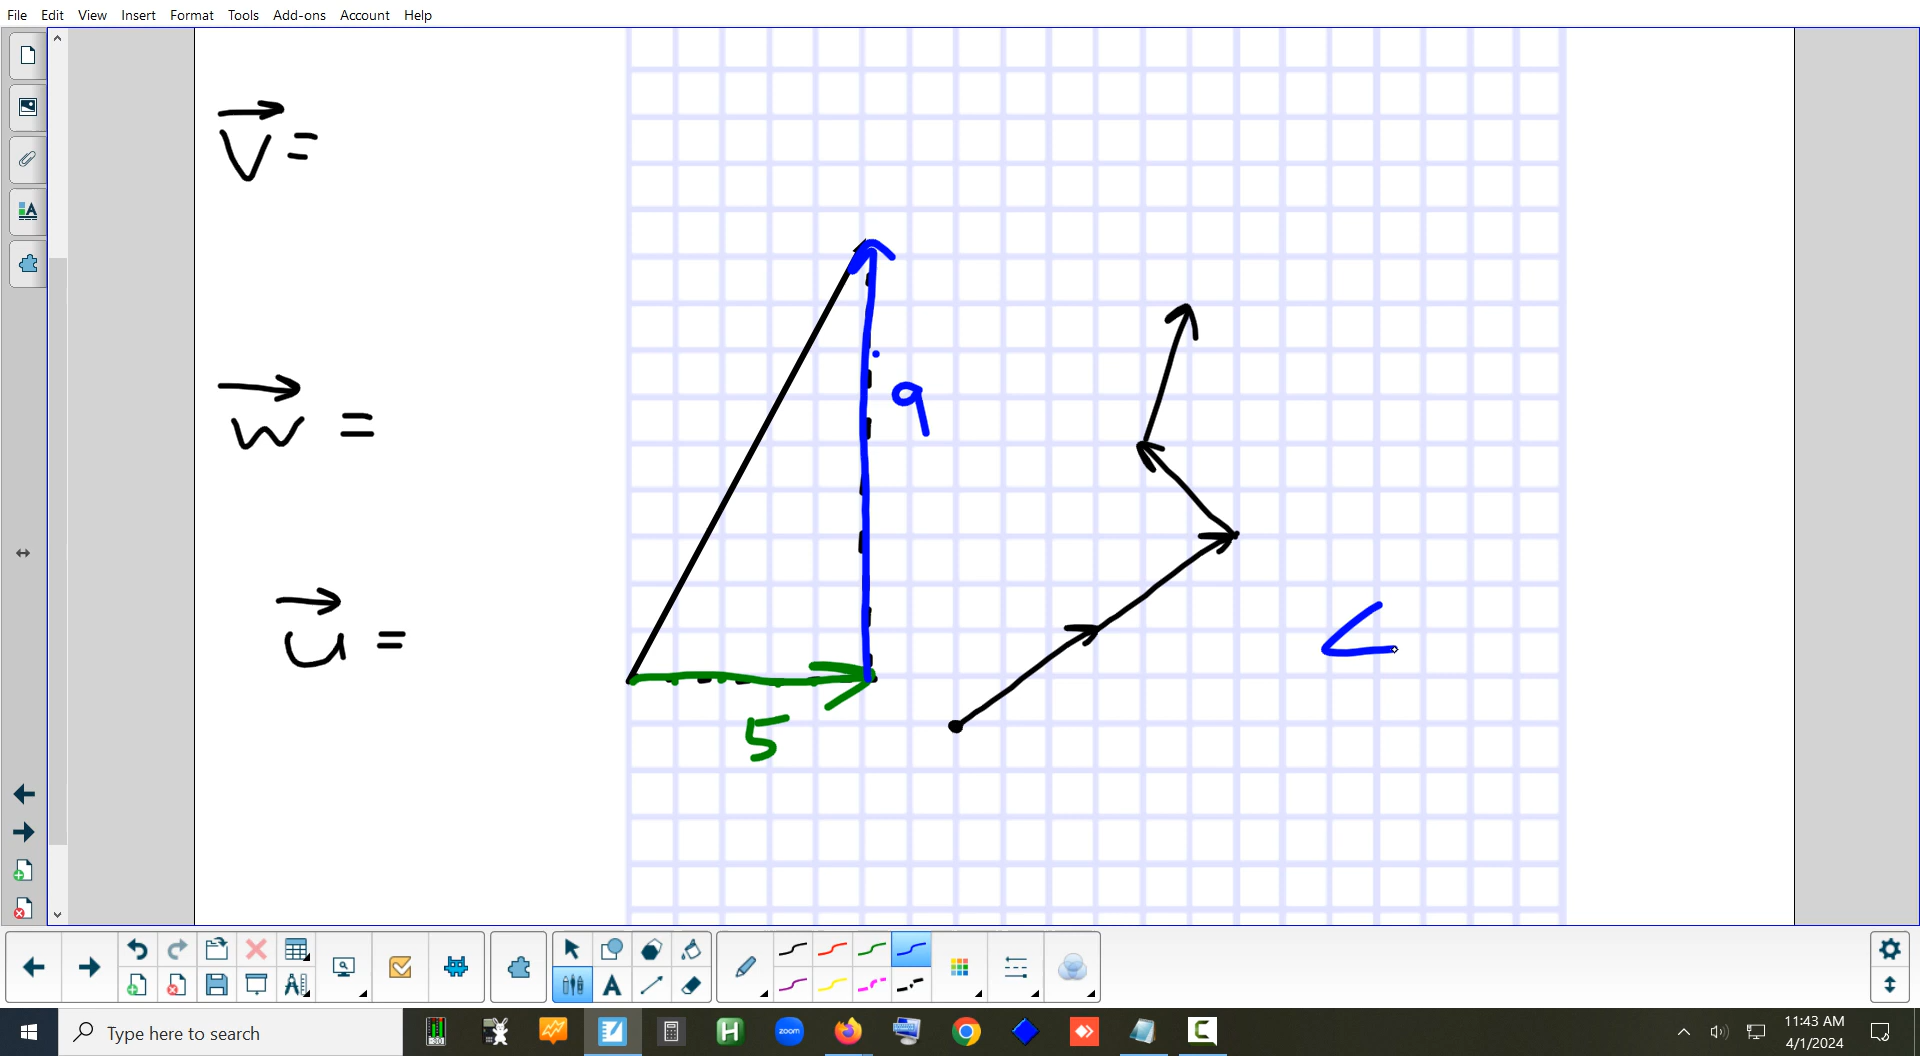 File Edit View Insert Format Tools Add-ons Account Help
v =
w =
u =
9
5
<
Type here to search
zoom
11:43 AM
4/1/2024